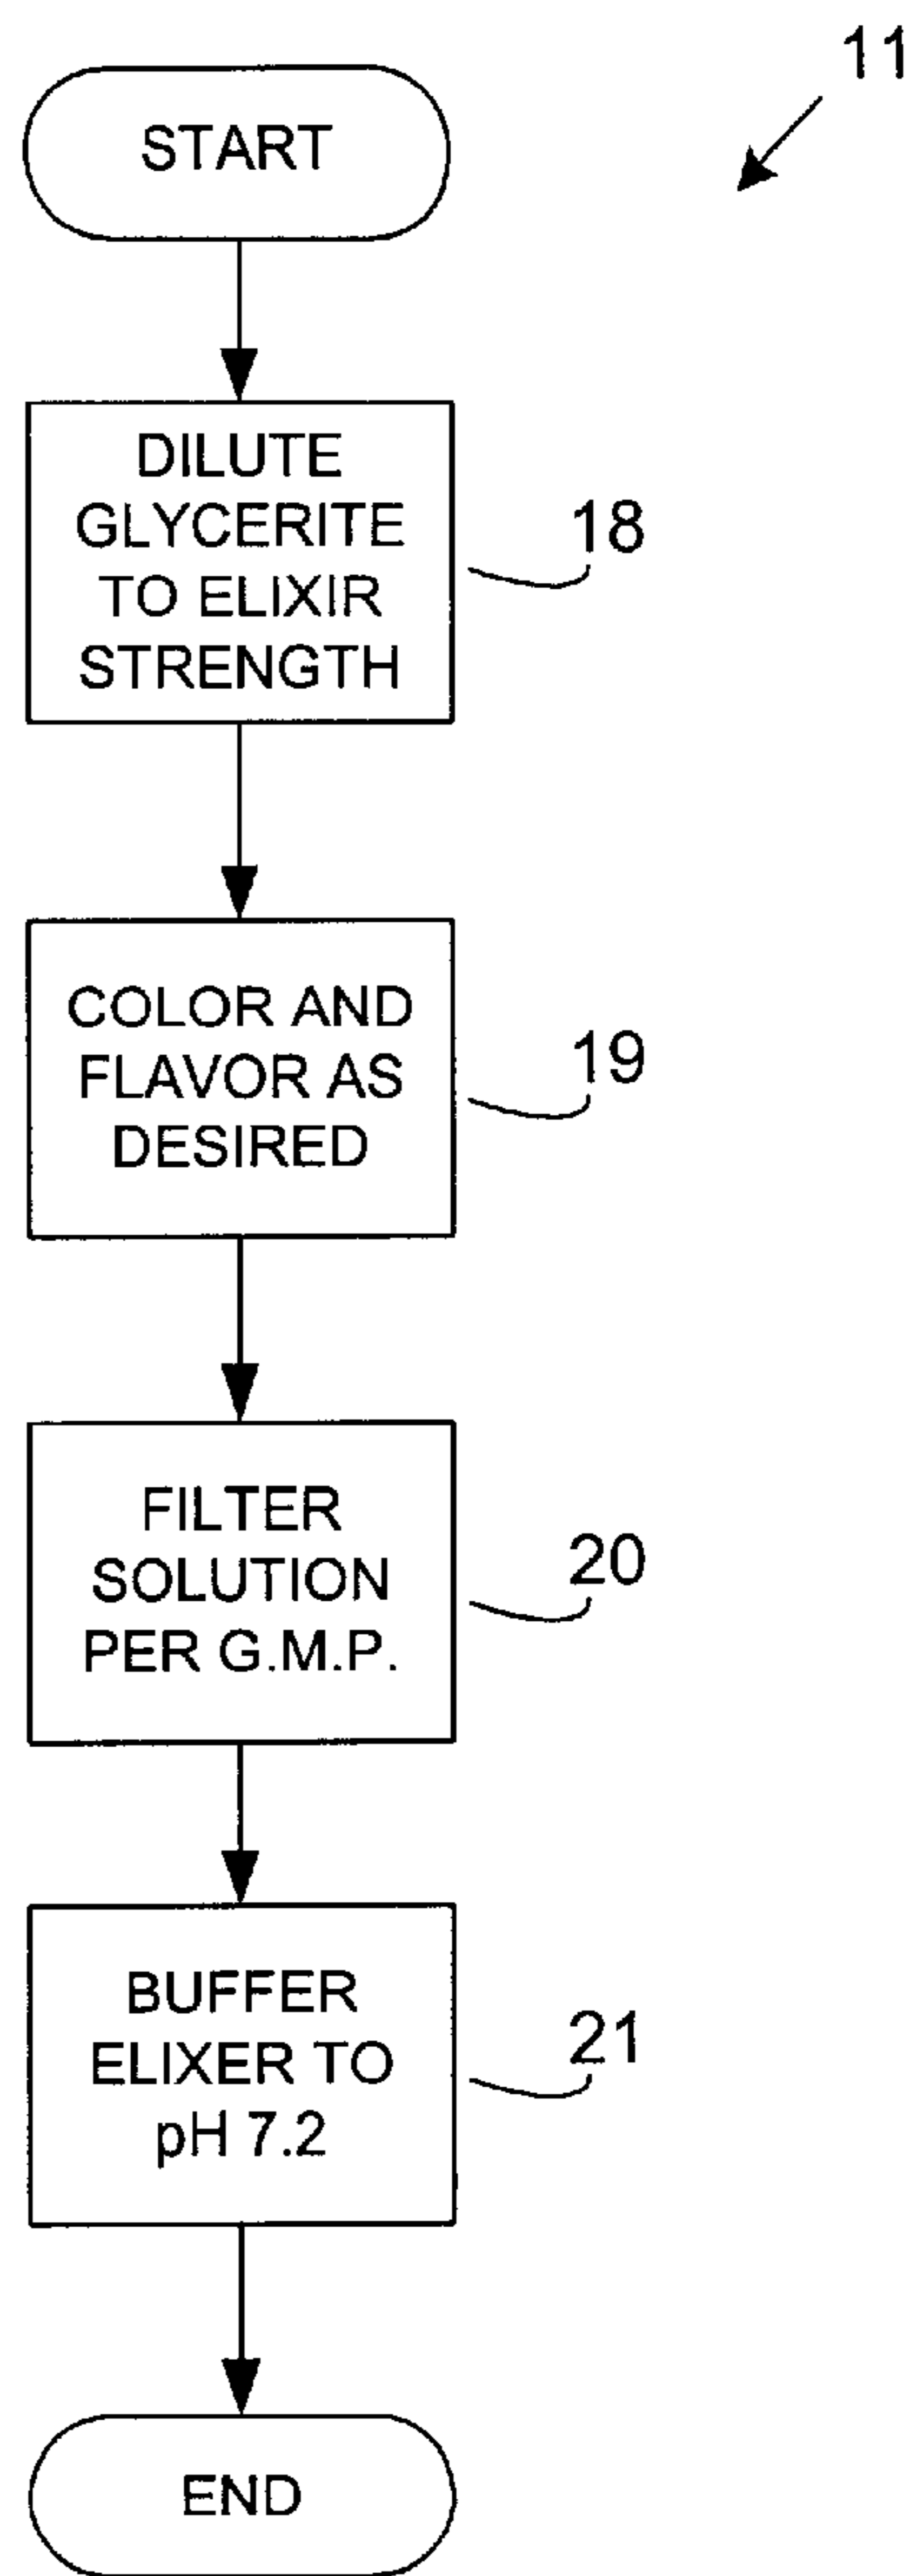 11
START
DILUTE
GLYCERITE
TO ELIXIR
STRENGTH
18
COLOR AND
FLAVOR AS
DESIRED
19
FILTER
SOLUTION
PER G.M.P.
20
BUFFER
ELIXER TO
pH 7.2
21
END